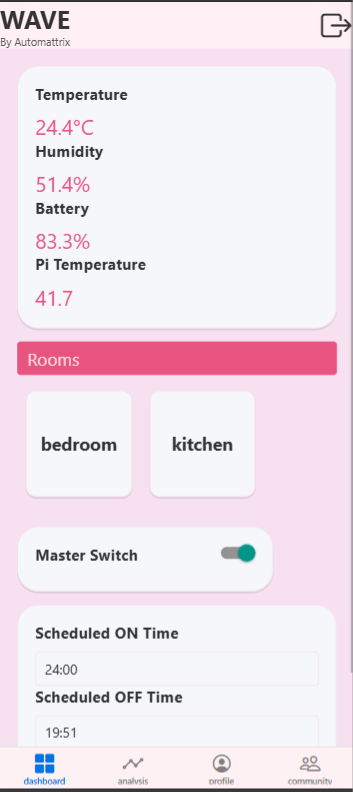 WAVE
By Automattrix
Temperature
24.4°C
Humidity
51.4%
Battery
83.3%
Pi Temperature
41.7
Rooms
bedroom
kitchen
Master Switch
Scheduled ON Time
24:00
Scheduled OFF Time
19:51
dashboard
analysis
profile
community